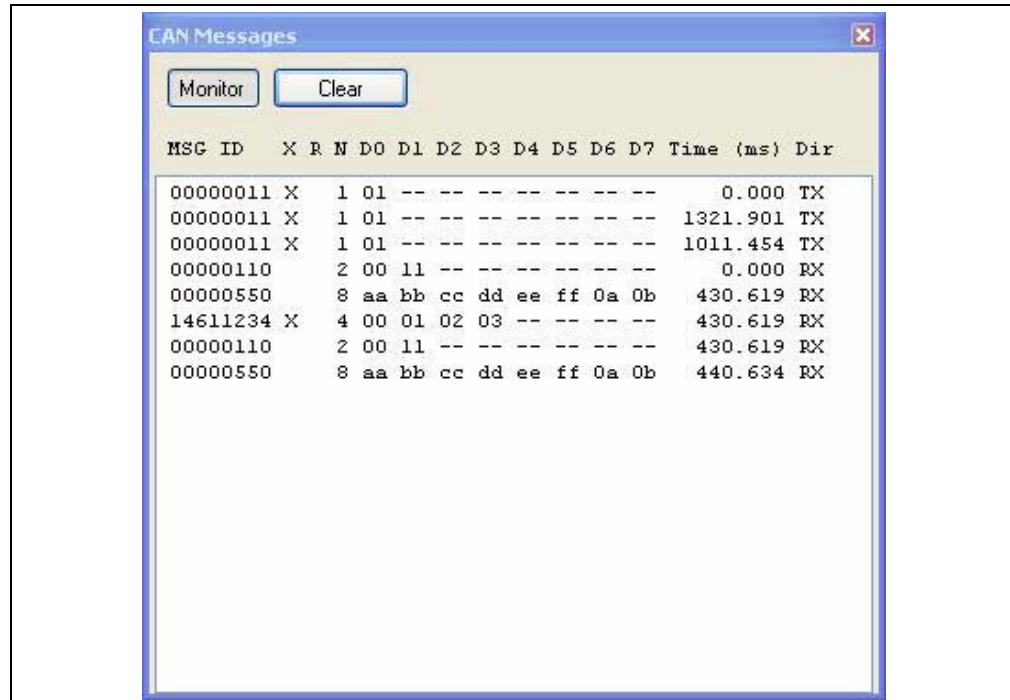 CAN Messages
Monitor Clear
MSG ID X R N D0 D1 D2 D3 D4 D5 D6 D7 Time (ms) Dir
00000011 X 1 01 -- -- -- -- -- -- -- 0.000 TX
00000011 X 1 01 -- -- -- -- -- -- -- 1321.901 TX
00000011 X 1 01 -- -- -- -- -- -- -- 1011.454 TX
00000110 2 00 11 -- -- -- -- -- -- 0.000 RX
00000550 8 aa bb cc dd ee ff 0a 0b 430.619 RX
14611234 X 4 00 01 02 03 -- -- -- -- 430.619 RX
00000110 2 00 11 -- -- -- -- -- -- 430.619 RX
00000550 8 aa bb cc dd ee ff 0a 0b 440.634 RX